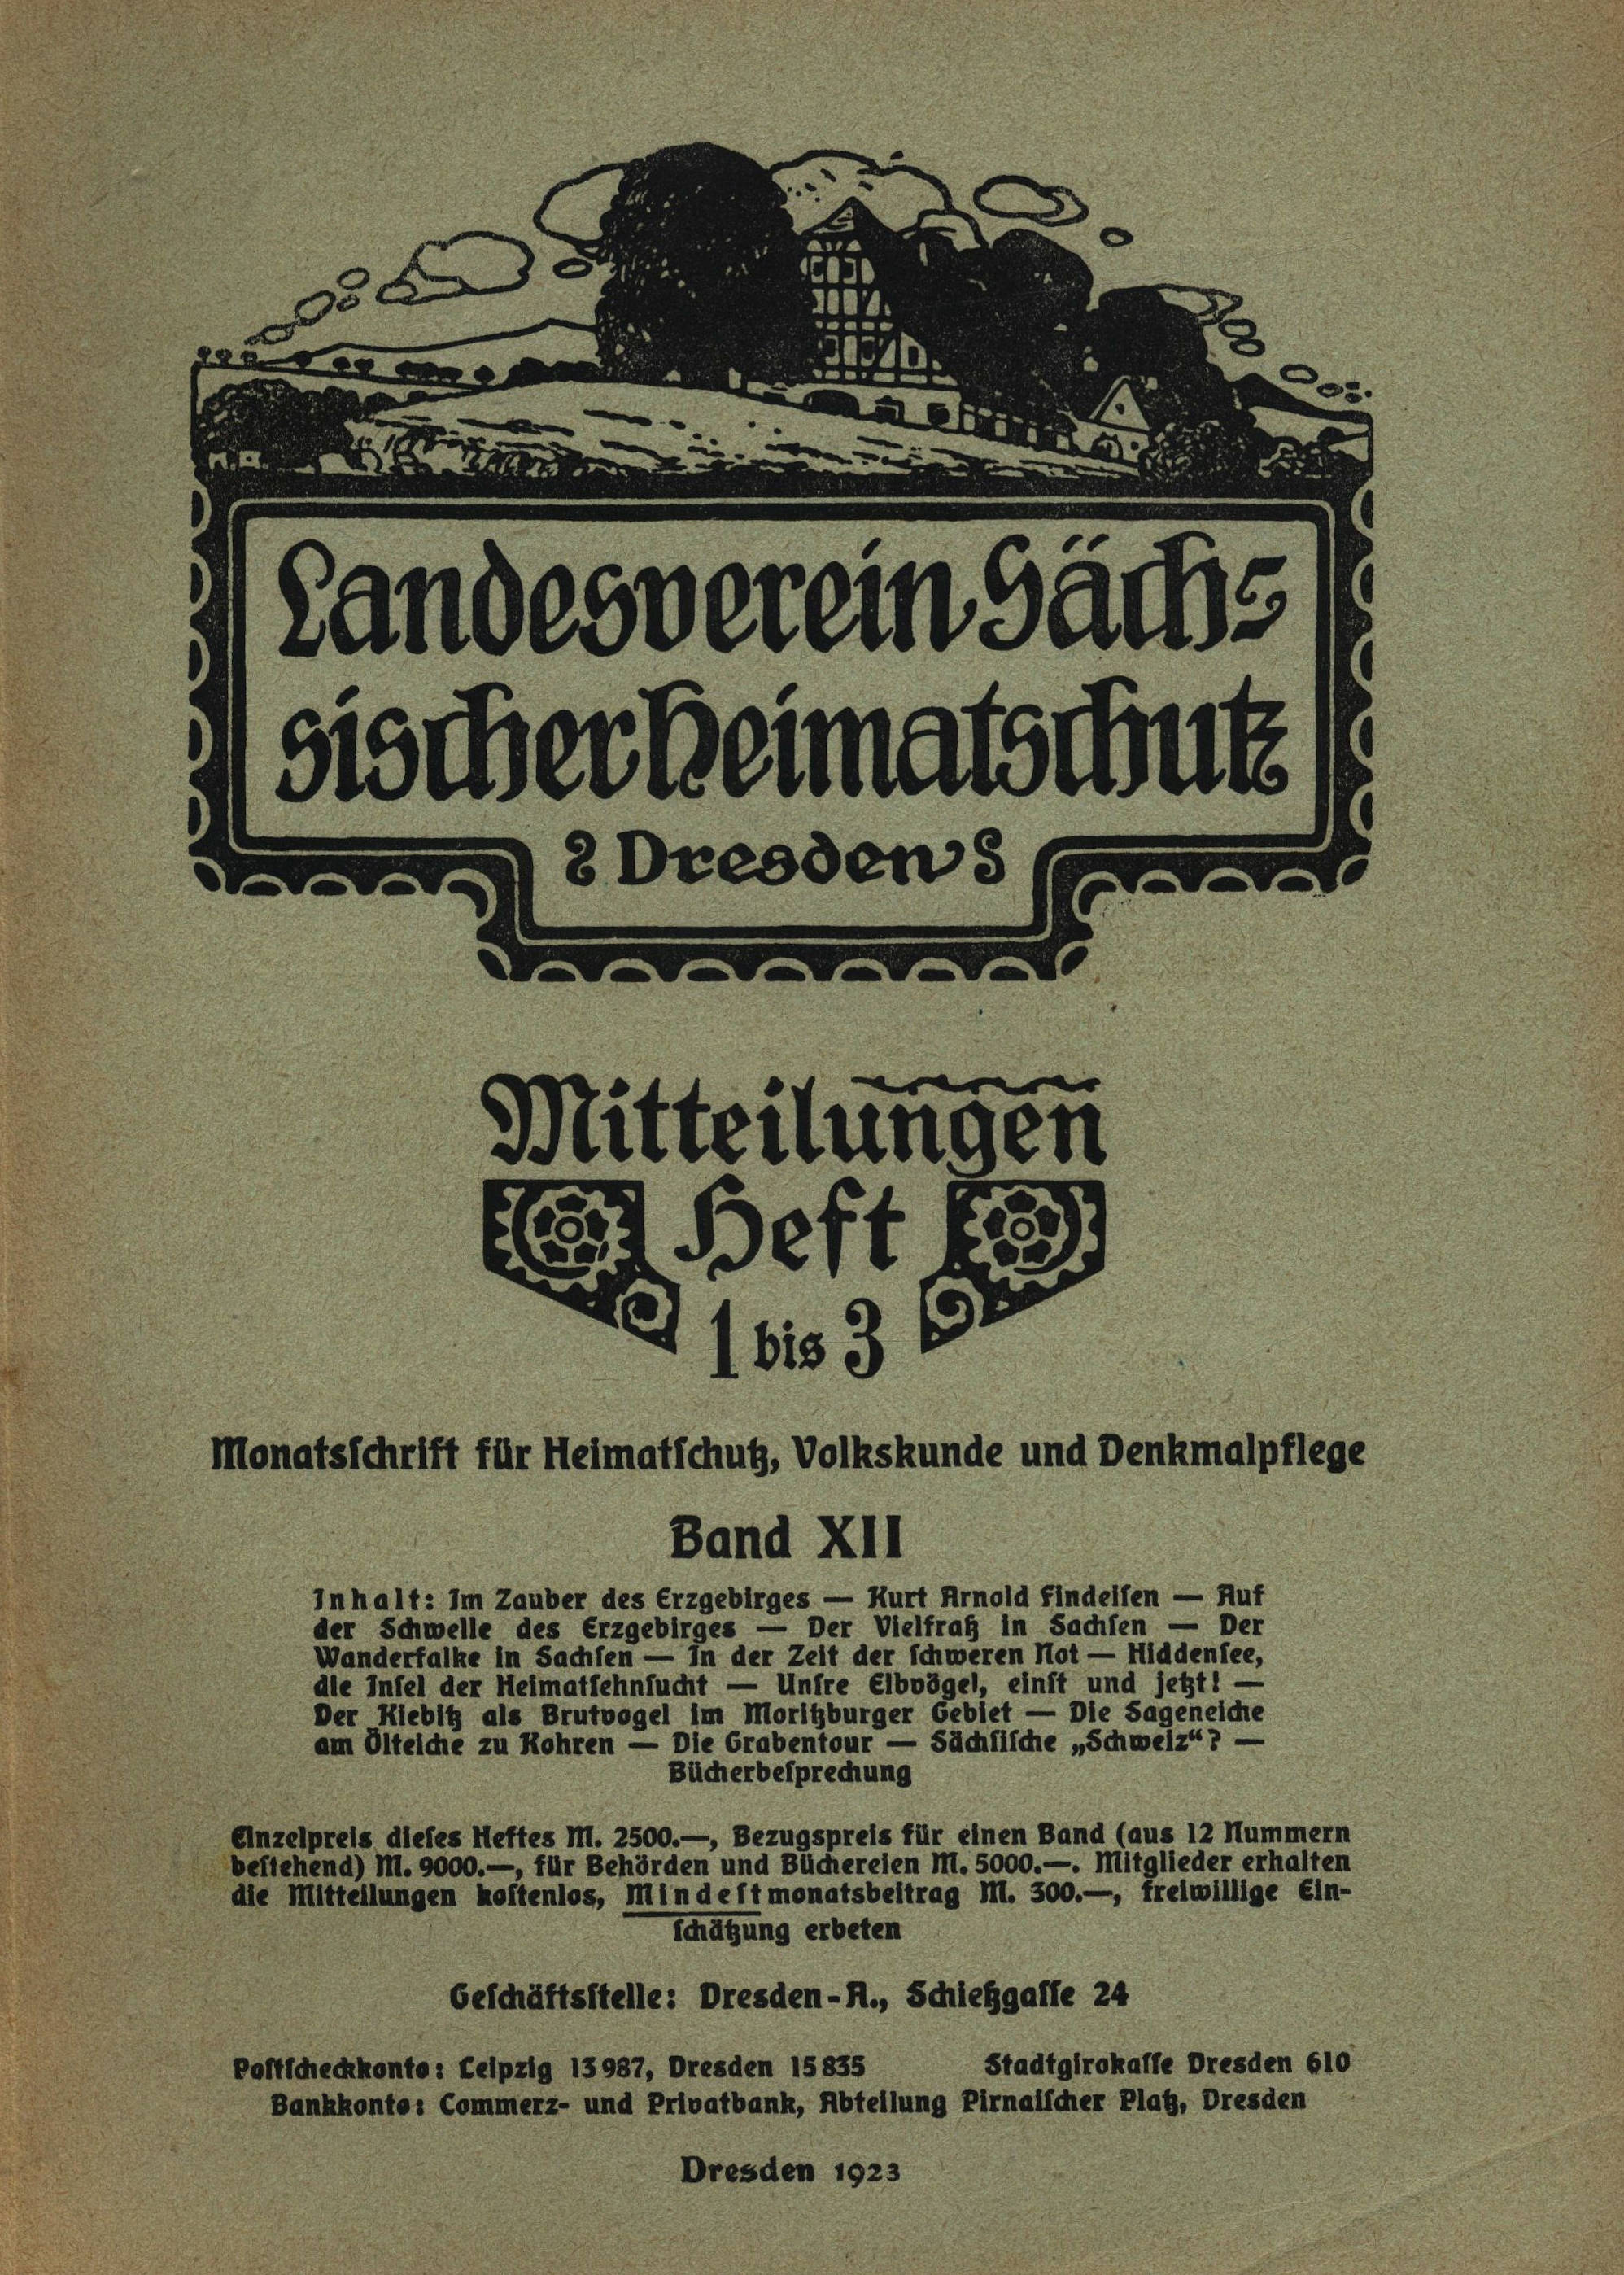 Landesverein Säch-
sischer Heimatschutz
Dresden
Mitteilungen
Heft
1 bis 3
Monatsſchrift für Heimatſchutz, Volkskunde und Denkmalpflege
Band XII
Inhalt: Im Zauber des Erzgebirges — Kurt Arnold Findeiſen — Auf
der Schwelle des Erzgebirges — Der Vielfraß in Sachſen — Der
Wanderfalke in Sachſen — In der Zeit der ſchweren Not — Hiddenſee,
die Inſel der Heimatſehnſucht — Unſre Elbvögel, einſt und jetzt! —
Der Kiebitz als Brutvogel im Moritzburger Gebiet — Die Sageneiche
am Ölteiche zu Kohren — Die Grabentour — Sächſiſche „Schweiz“? —
Bücherbeſprechung
Einzelpreis dieſes Heftes M. 2500.—, Bezugspreis für einen Band (aus 12 Nummern
beſtehend) M. 9000.—, für Behörden und Büchereien M. 5000.—. Mitglieder erhalten
die Mitteilungen koſtenlos, Mindeſtmonatsbeitrag M. 300.—, freiwillige Ein-
ſchätzung erbeten
Geſchäftsſtelle: Dresden-A., Schießgaſſe 24
Poſtſcheckkonto: Leipzig 13987, Dresden 15835 Stadtgirokaſſe Dresden 610
Bankkonto: Commerz- und Privatbank, Abteilung Pirnaiſcher Platz, Dresden
Dresden 1923